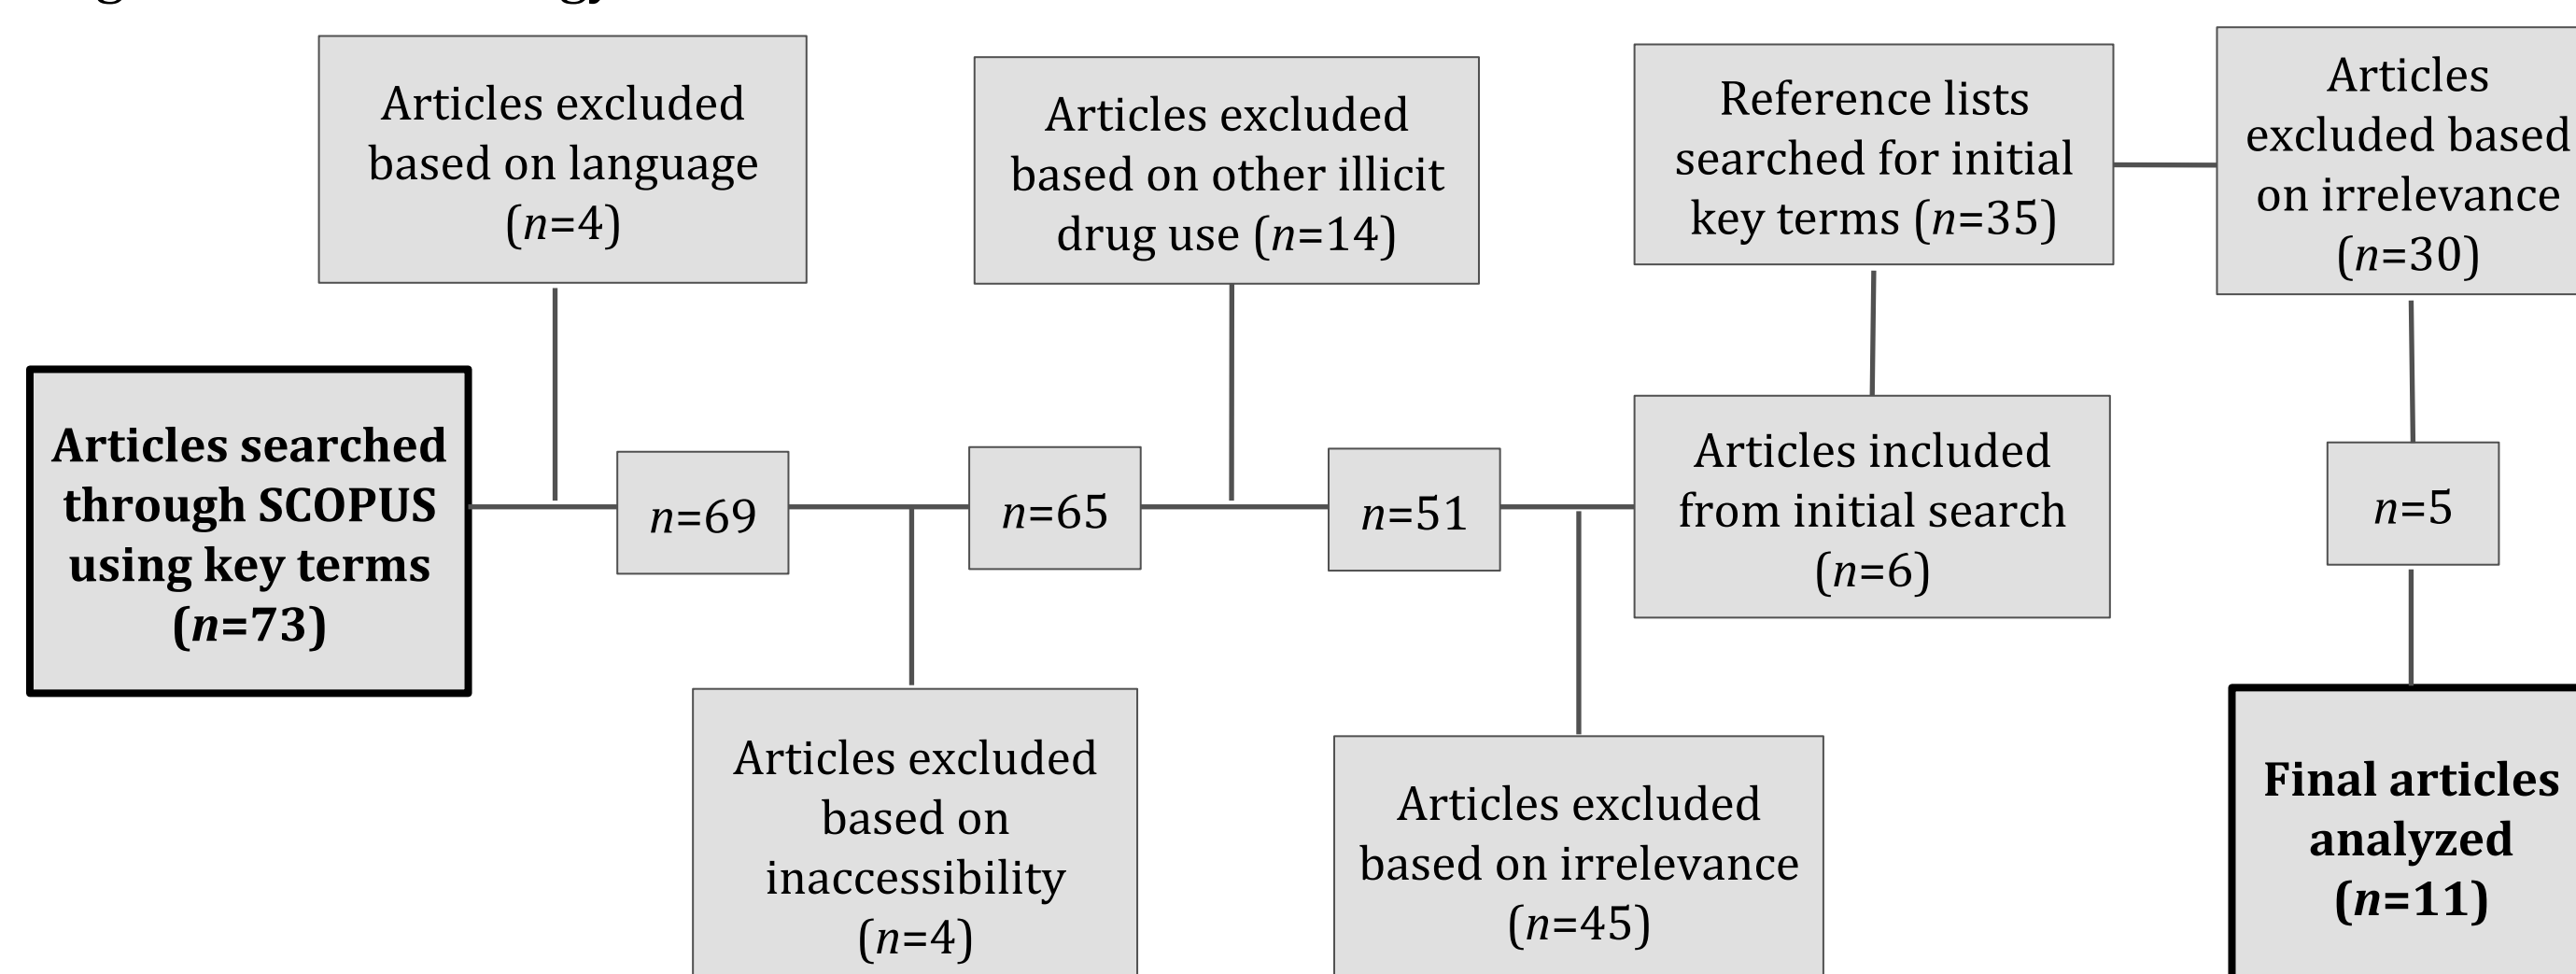 Articles excluded
based on language
(n=4)
Articles excluded
based on other illicit
drug use (n=14)
Reference lists
searched for initial
key terms (n=35)
Articles
excluded based
on irrelevance
(n=30)
Articles searched
through SCOPUS
using key terms
(n=73)
n=69
n=65
n=51
Articles included
from initial search
(n=6)
n=5
Articles excluded
based on
inaccessibility
(n=4)
Articles excluded
based on irrelevance
(n=45)
Final articles
analyzed
(n=11)